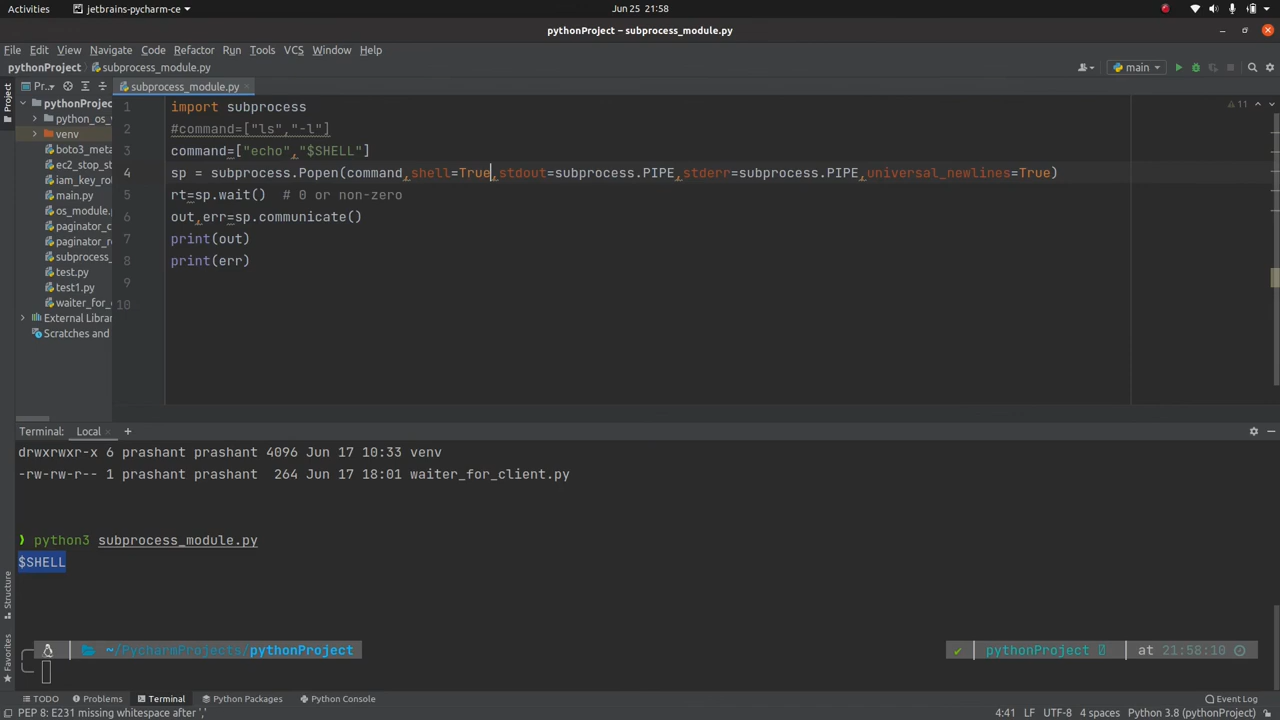 Activities
jetbrains-pycharm-ce
Jun 25 21:58
pythonProject – subprocess_module.py
File Edit View Navigate Code Refactor Run Tools VCS Window Help
pythonProject
subprocess_module.py
main
Project
Pr...
subprocess_module.py
pythonProjec
python_os_
venv
boto3_meta
ec2_stop_st
iam_key_ro
main.py
os_module.p
paginator_c
paginator_re
subprocess_
test.py
test1.py
waiter_for_
External Librar
Scratches and
11
1 import subprocess
2 #command=["ls","-l"]
3 command=["echo","$SHELL"]
4 sp = subprocess.Popen(command,shell=True,stdout=subprocess.PIPE,stderr=subprocess.PIPE,universal_newlines=True)
5 rt=sp.wait()  # 0 or non-zero
6 out,err=sp.communicate()
7 print(out)
8 print(err)
9
10
Terminal: Local +
drwxrwxr-x 6 prashant prashant 4096 Jun 17 10:33 venv
-rw-rw-r-- 1 prashant prashant  264 Jun 17 18:01 waiter_for_client.py
❯ python3 subprocess_module.py
$SHELL
~/PycharmProjects/pythonProject
✔ pythonProject at 21:58:10
Structure
Favorites
TODO Problems Terminal Python Packages Python Console Event Log
PEP 8: E231 missing whitespace after ','
4:41 LF UTF-8 4 spaces Python 3.8 (pythonProject)